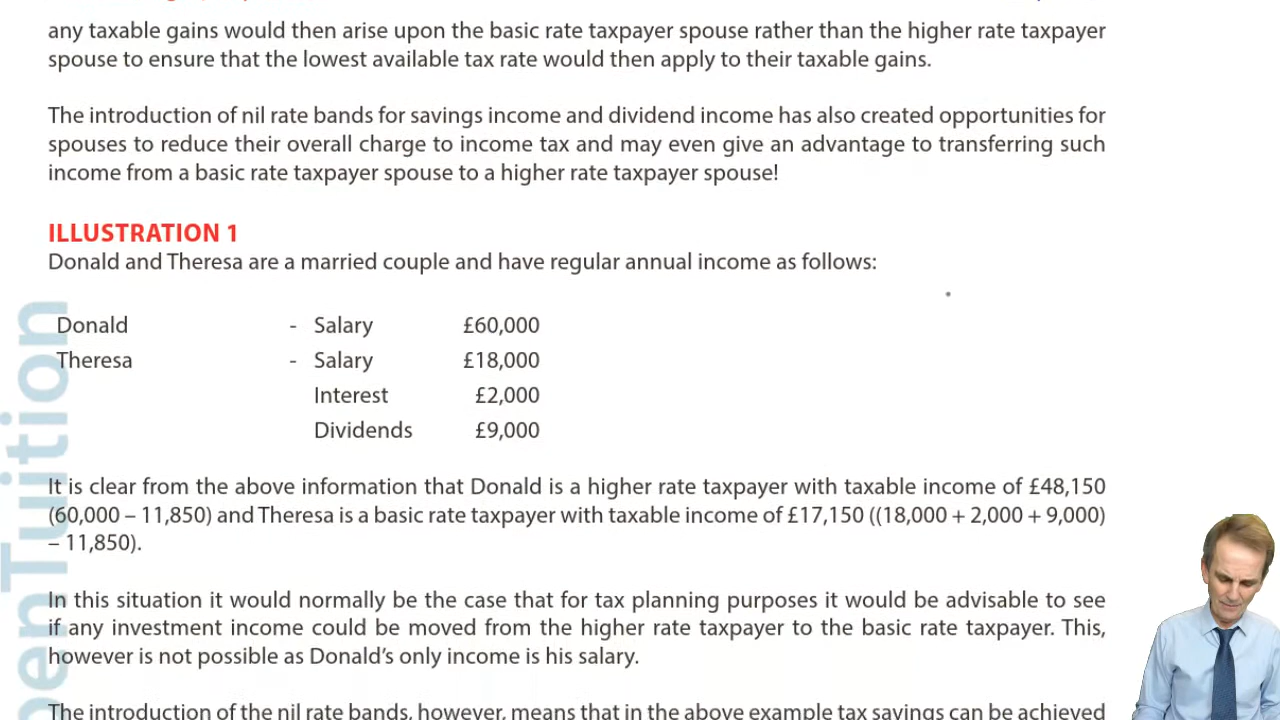 any taxable gains would then arise upon the basic rate taxpayer spouse rather than the higher rate taxpayer
spouse to ensure that the lowest available tax rate would then apply to their taxable gains.
The introduction of nil rate bands for savings income and dividend income has also created opportunities for
spouses to reduce their overall charge to income tax and may even give an advantage to transferring such
income from a basic rate taxpayer spouse to a higher rate taxpayer spouse!
ILLUSTRATION 1
Donald and Theresa are a married couple and have regular annual income as follows:
Donald - Salary £60,000
Theresa - Salary £18,000
Interest £2,000
Dividends £9,000
It is clear from the above information that Donald is a higher rate taxpayer with taxable income of £48,150
(60,000 – 11,850) and Theresa is a basic rate taxpayer with taxable income of £17,150 ((18,000 + 2,000 + 9,000)
– 11,850).
In this situation it would normally be the case that for tax planning purposes it would be advisable to see
if any investment income could be moved from the higher rate taxpayer to the basic rate taxpayer. This,
however is not possible as Donald's only income is his salary.
The introduction of the nil rate bands, however, means that in the above example tax savings can be achieved
penTuition